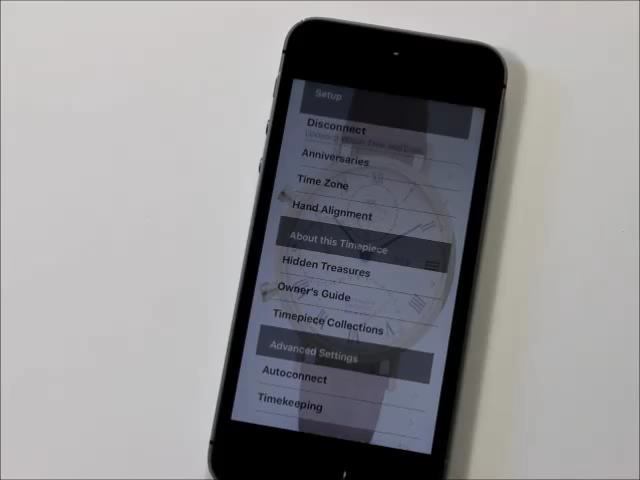 Setup
Disconnect
Anniversaries
Time Zone
Hand Alignment
About this Timepiece
Hidden Treasures
Owner's Guide
Timepiece Collections
Advanced Settings
Autoconnect
Timekeeping